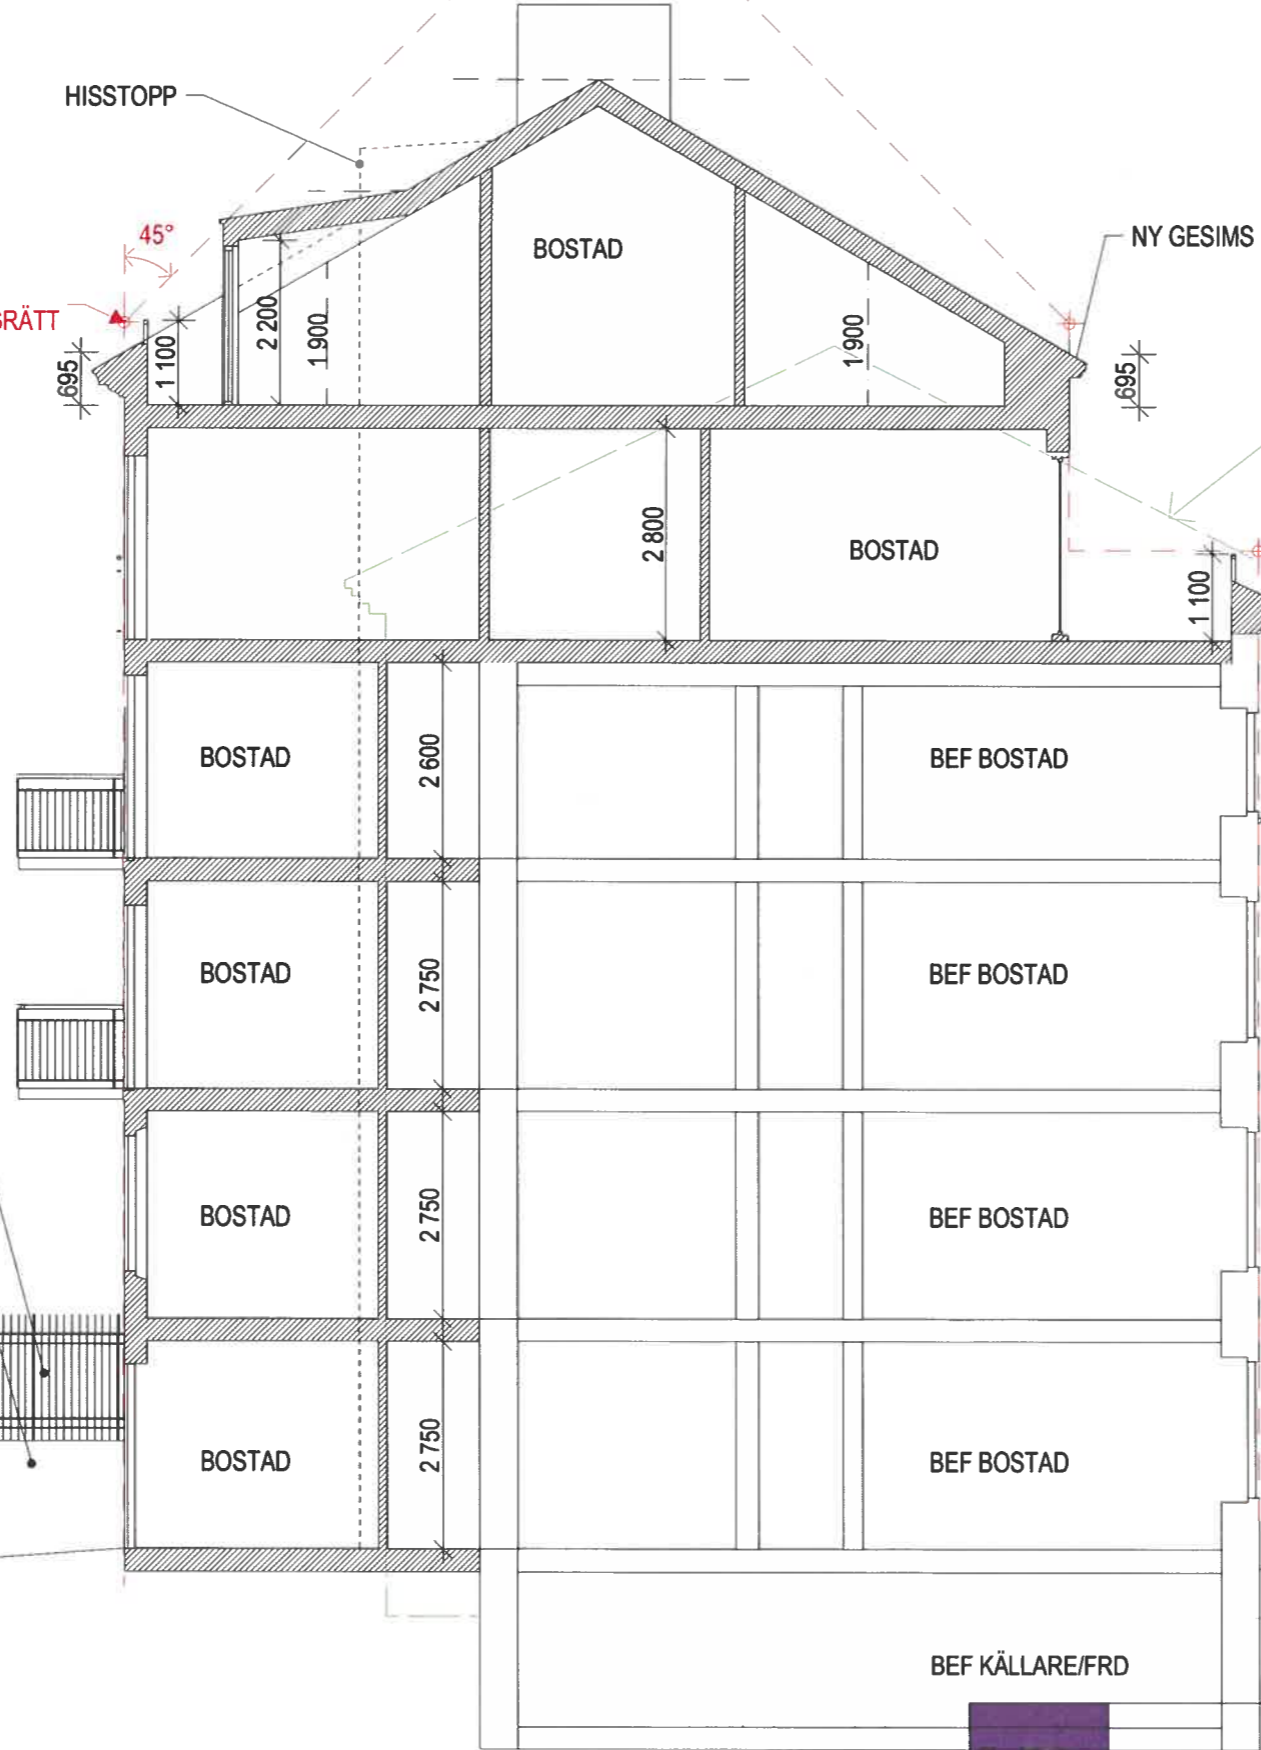 HISSTOPP
45°
BOSTAD
NY GESIMS
2 200
1 900
1 900
1 100
695
695
2 800
BOSTAD
1 100
BOSTAD
2 600
BEF BOSTAD
BOSTAD
2 750
BEF BOSTAD
BOSTAD
2 750
BEF BOSTAD
BOSTAD
2 750
BEF BOSTAD
BEF KÄLLARE/FRD